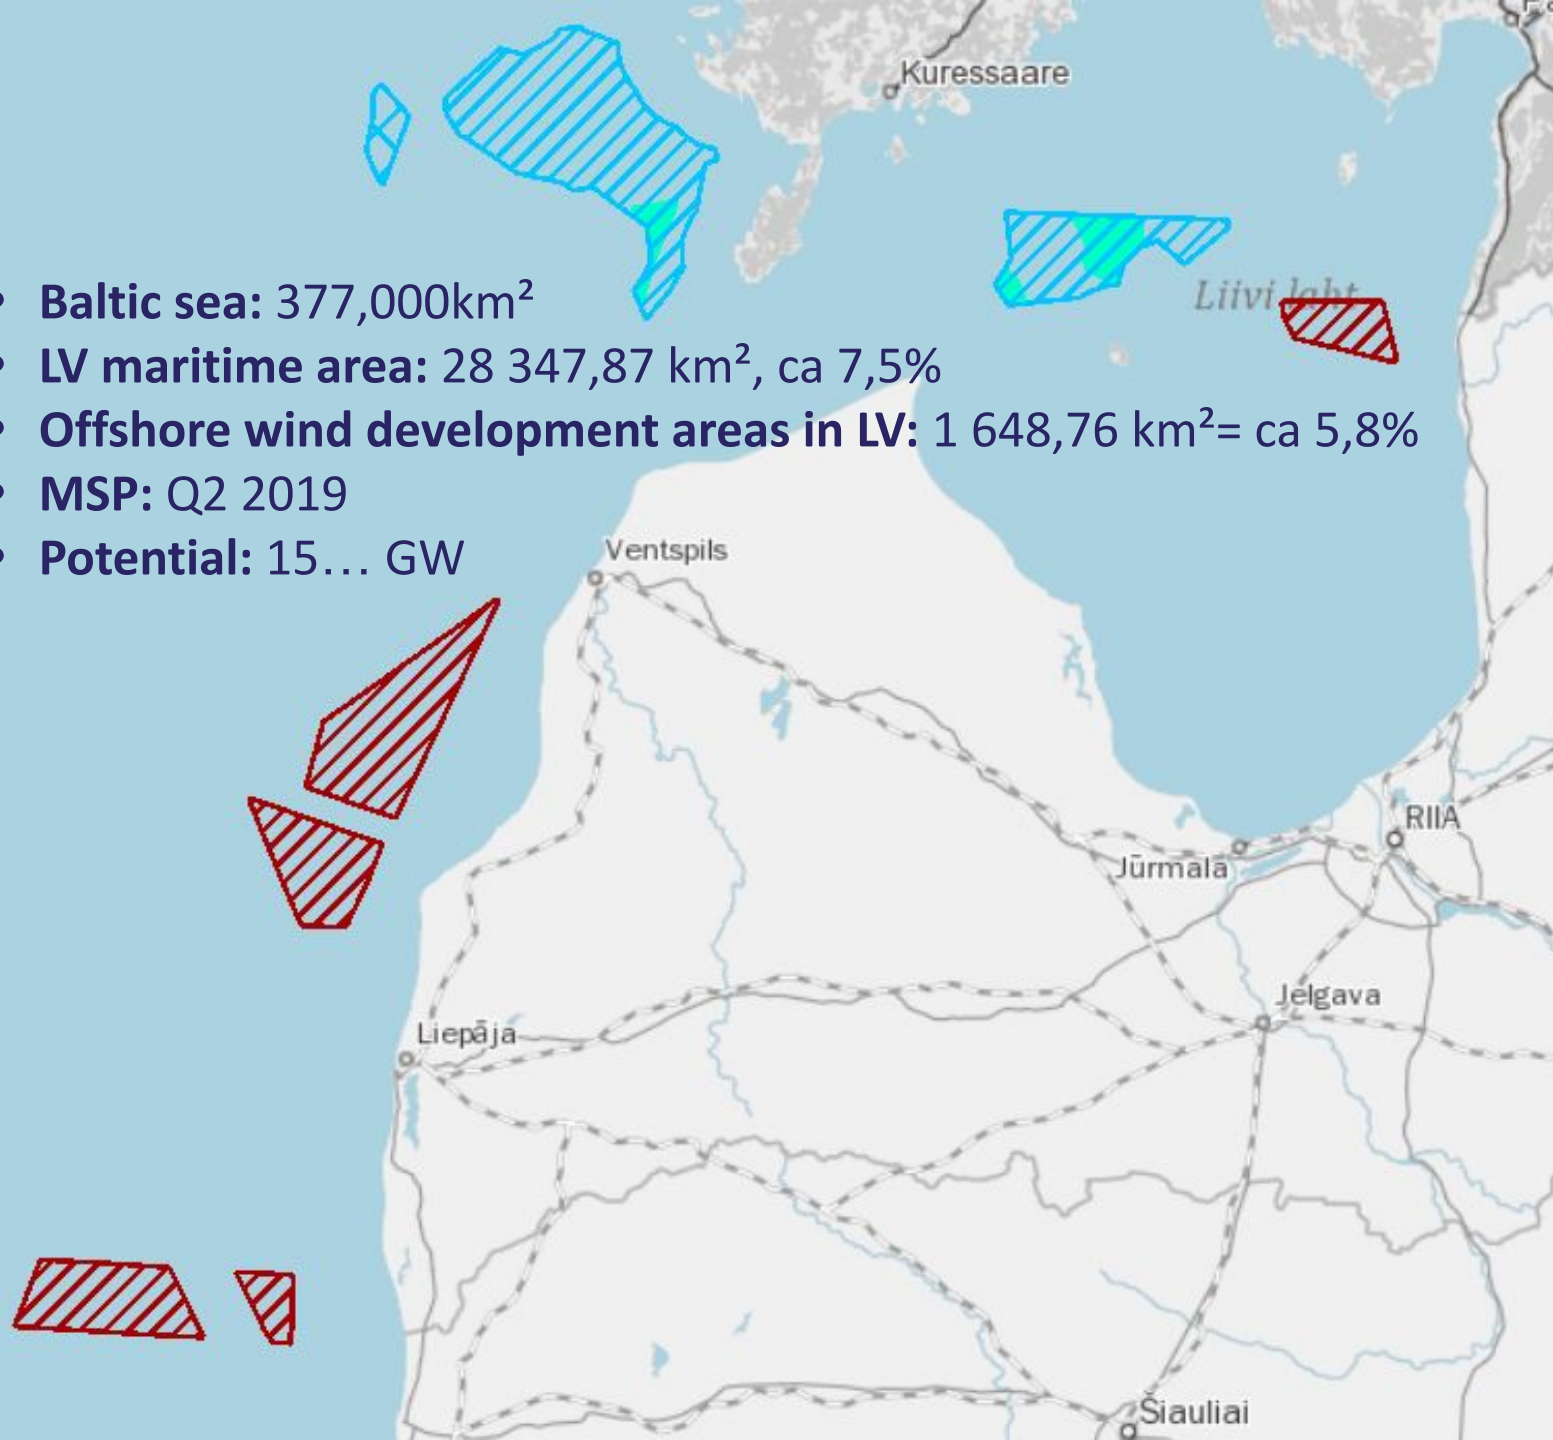 Kuressaare
Liivi laht
• Baltic sea: 377,000km²
• LV maritime area: 28 347,87 km², ca 7,5%
• Offshore wind development areas in LV: 1 648,76 km²= ca 5,8%
• MSP: Q2 2019
• Potential: 15... GW
Ventspils
RIIA
Jūrmala
Jelgava
Liepāja
Šiauliai